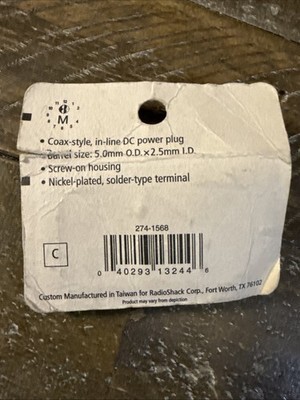 M
• Coax-style, in-line DC power plug
• Barrel size: 5.0mm O.D. × 2.5mm I.D.
• Screw-on housing
• Nickel-plated, solder-type terminal
274-1568
C
0 40293 13244 6
Custom Manufactured in Taiwan for RadioShack Corp., Fort Worth, TX 76102
Product may vary from depiction